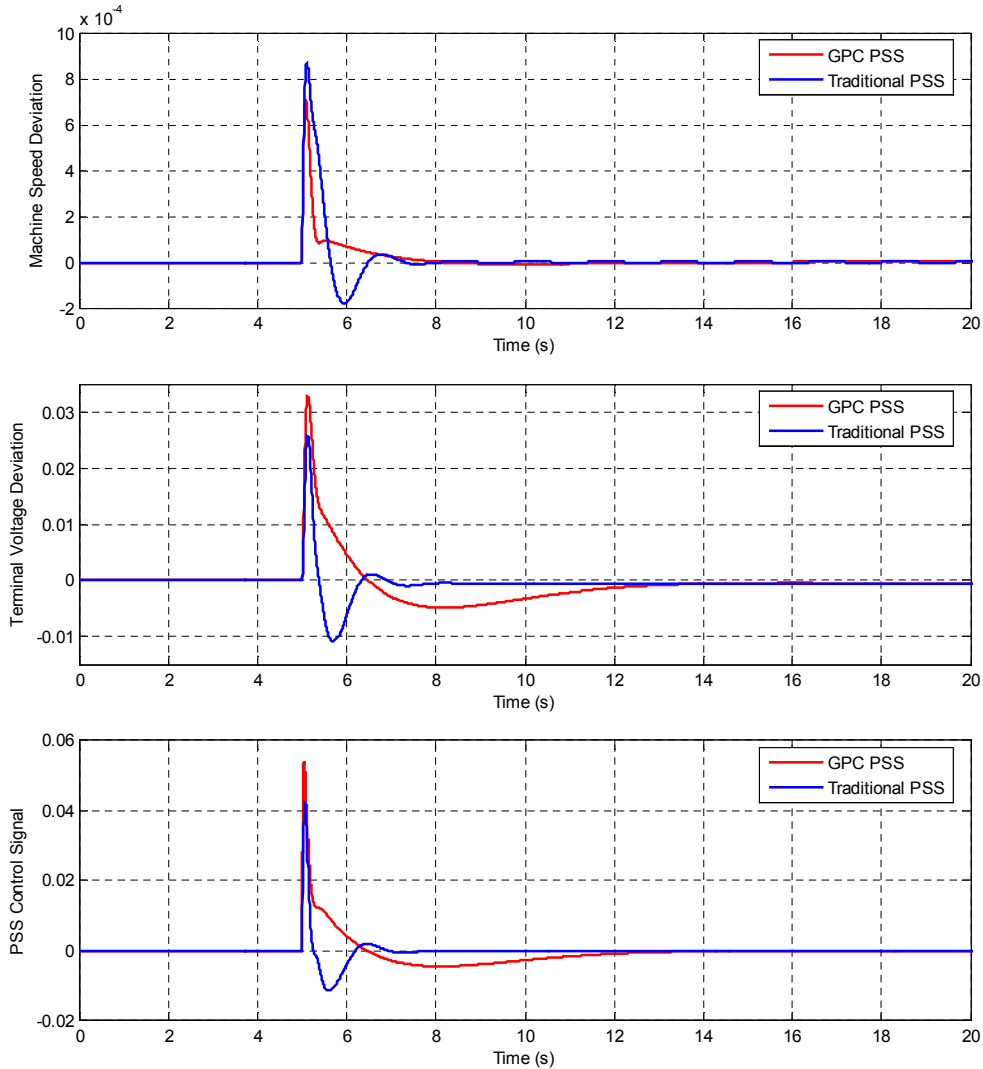 x 10-4
10
8
6
4
2
0
-2
Machine Speed Deviation
GPC PSS
Traditional PSS
0 2 4 6 8 10 12 14 16 18 20
Time (s)
0.03
0.02
0.01
0
-0.01
Terminal Voltage Deviation
GPC PSS
Traditional PSS
0 2 4 6 8 10 12 14 16 18 20
Time (s)
0.06
0.04
0.02
0
-0.02
PSS Control Signal
GPC PSS
Traditional PSS
0 2 4 6 8 10 12 14 16 18 20
Time (s)